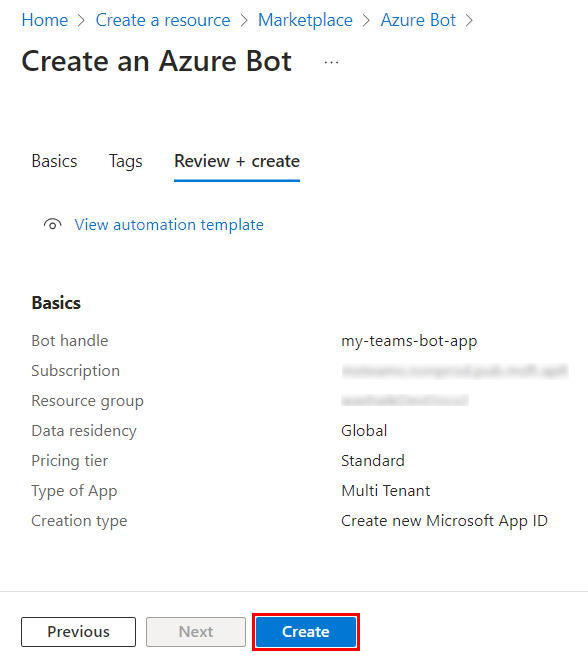 Home > Create a resource > Marketplace > Azure Bot >
Create an Azure Bot ...
Basics Tags Review + create
View automation template
Basics
Bot handle my-teams-bot-app
Subscription
Resource group
Data residency Global
Pricing tier Standard
Type of App Multi Tenant
Creation type Create new Microsoft App ID
Previous Next Create